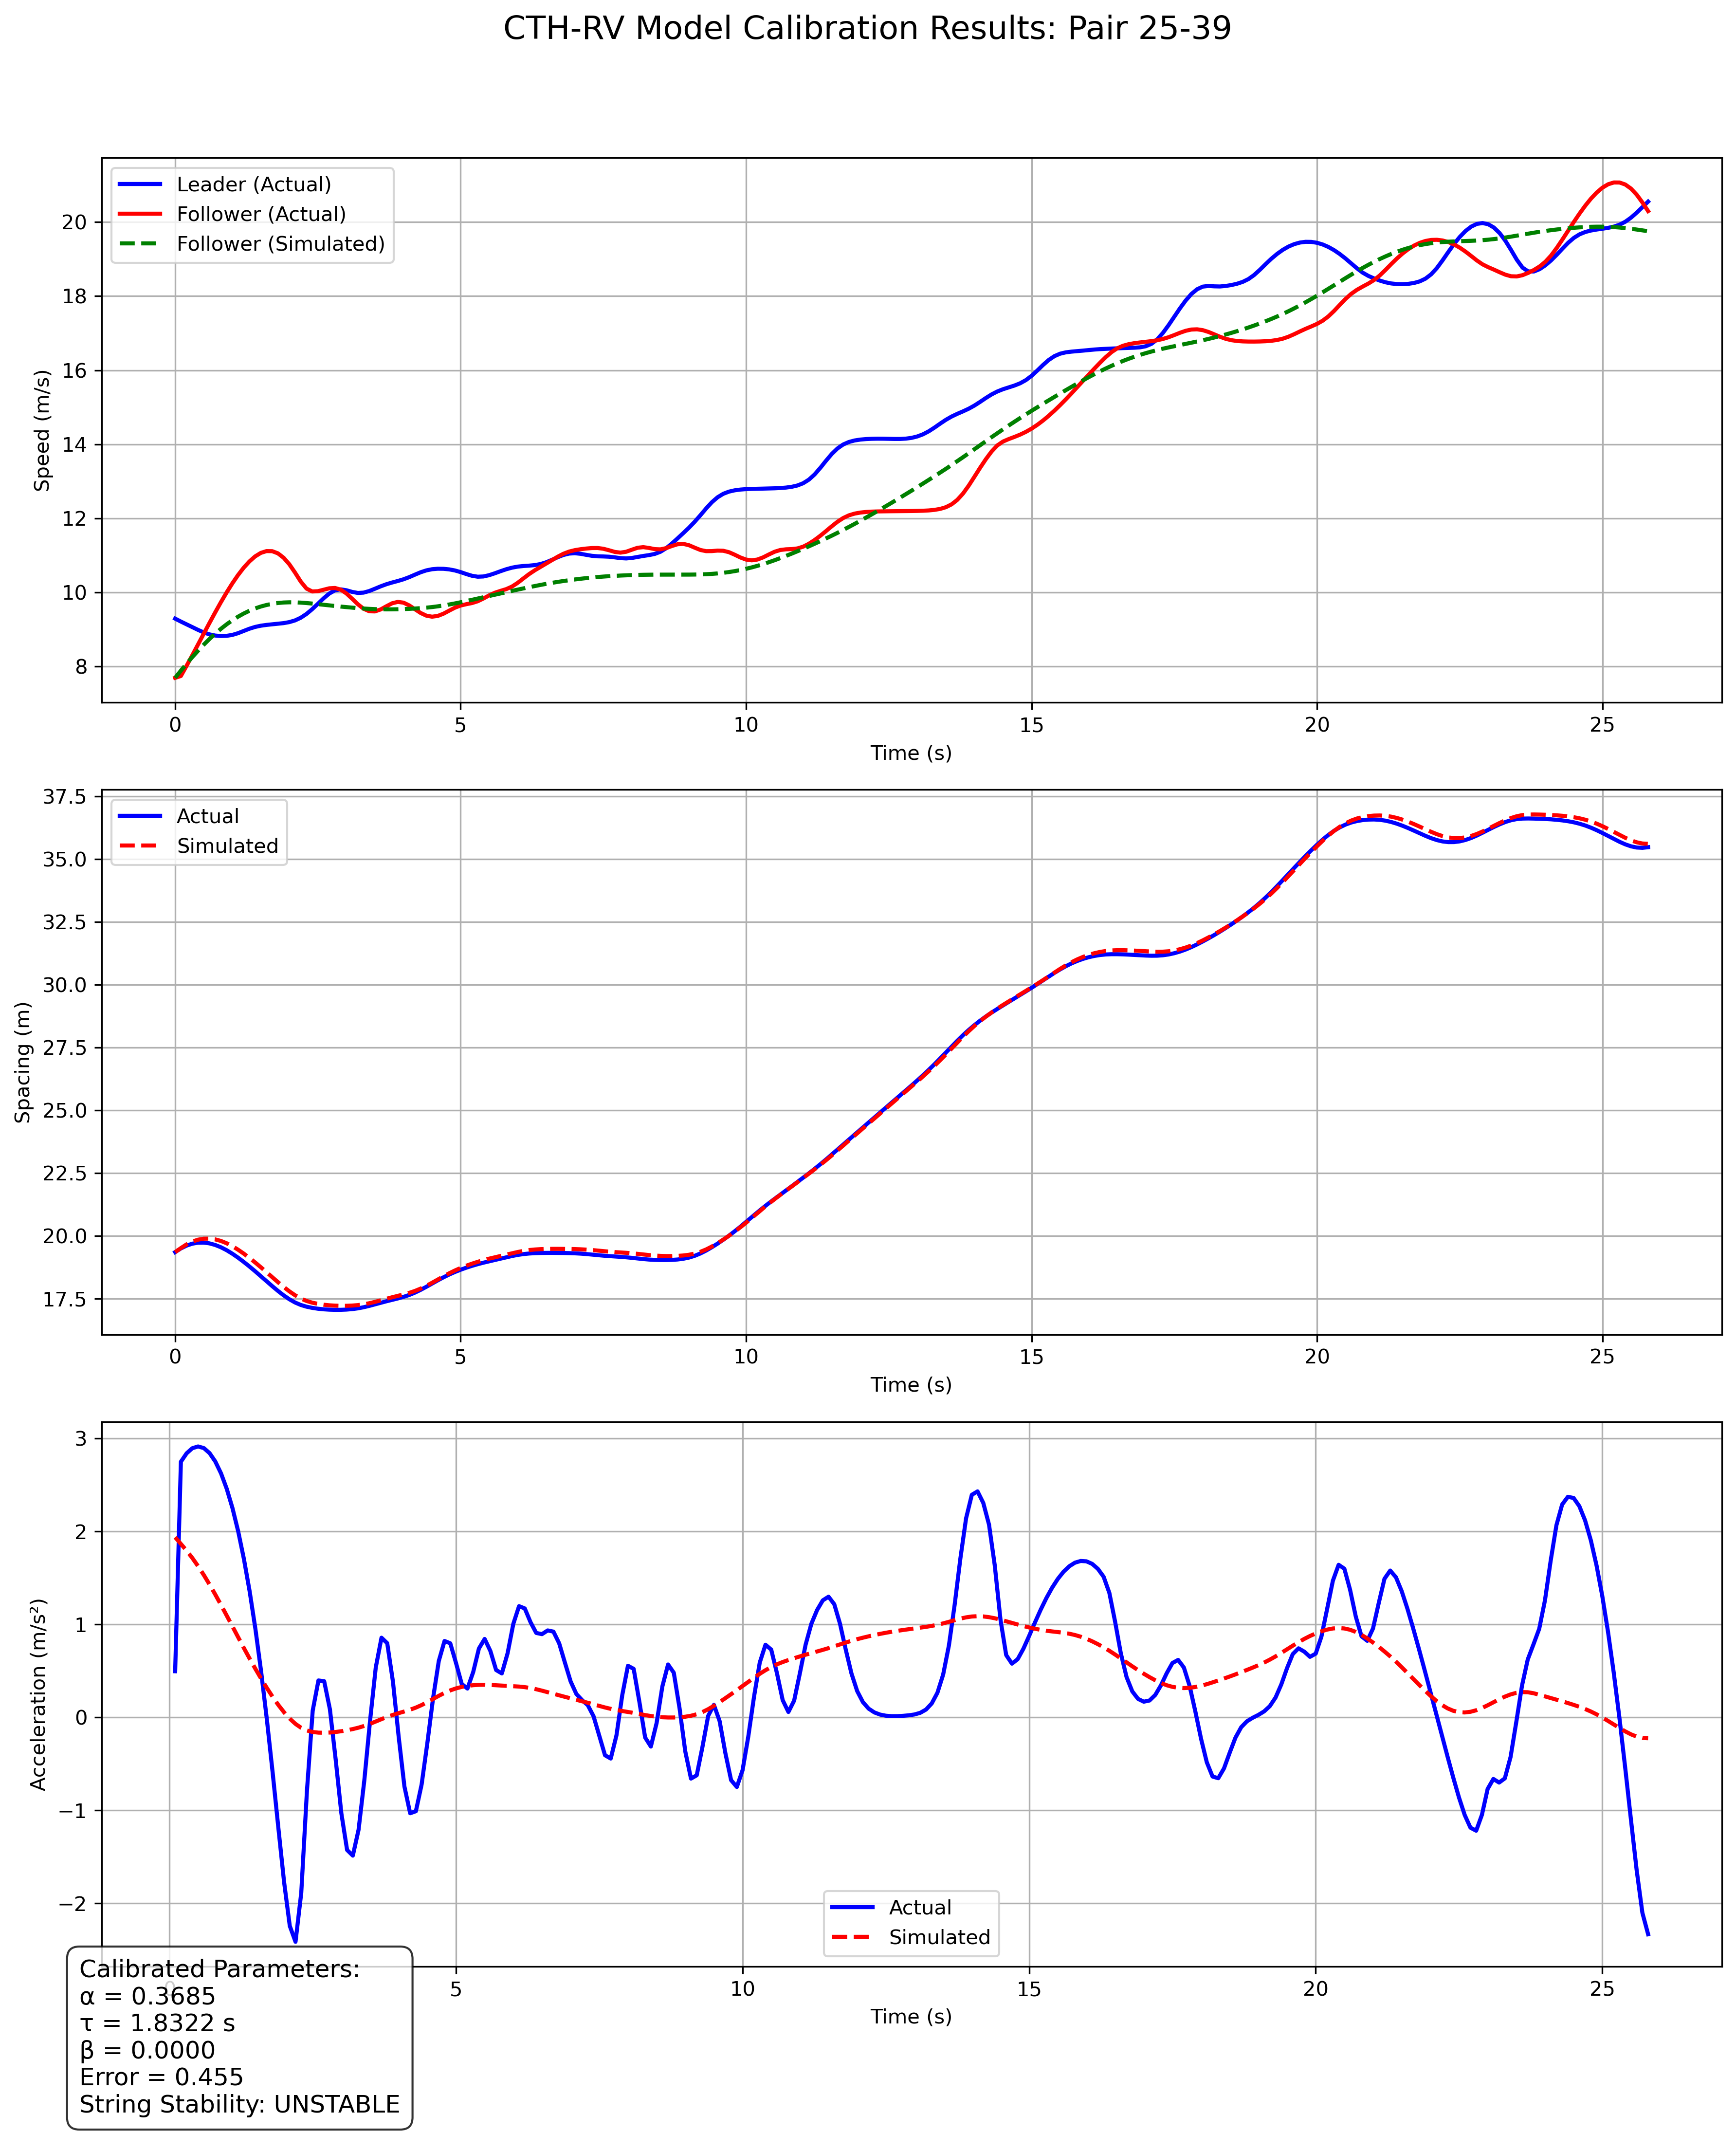 CTH-RV Model Calibration Results: Pair 25-39
Leader (Actual)
Follower (Actual)
Follower (Simulated)
Speed (m/s)
20
18
16
14
12
10
8
0 5 10 15 20 25
Time (s)
Actual
Simulated
Spacing (m)
37.5
35.0
32.5
30.0
27.5
25.0
22.5
20.0
17.5
0 5 10 15 20 25
Time (s)
Acceleration (m/s²)
3
2
1
0
−1
−2
Actual
Simulated
0 5 10 15 20 25
Time (s)
Calibrated Parameters:
α = 0.3685
τ = 1.8322 s
β = 0.0000
Error = 0.455
String Stability: UNSTABLE